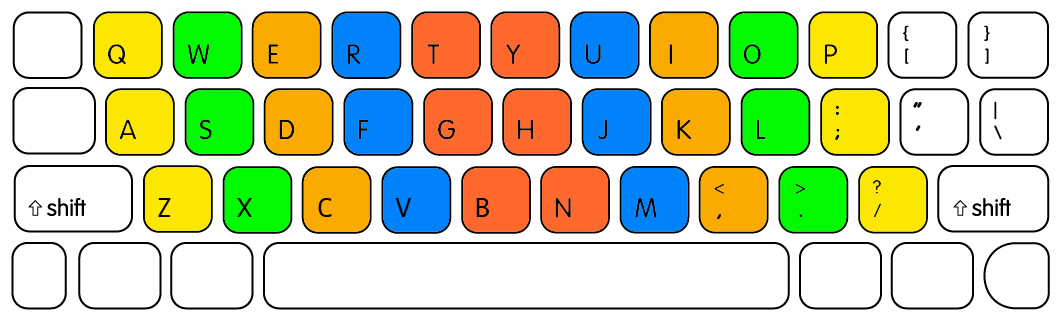 Q W E R T Y U I O P { [ } ]
A S D F G H J K L : ; " ' | \
⇧ shift Z X C V B N M < , > . ? / ⇧ shift